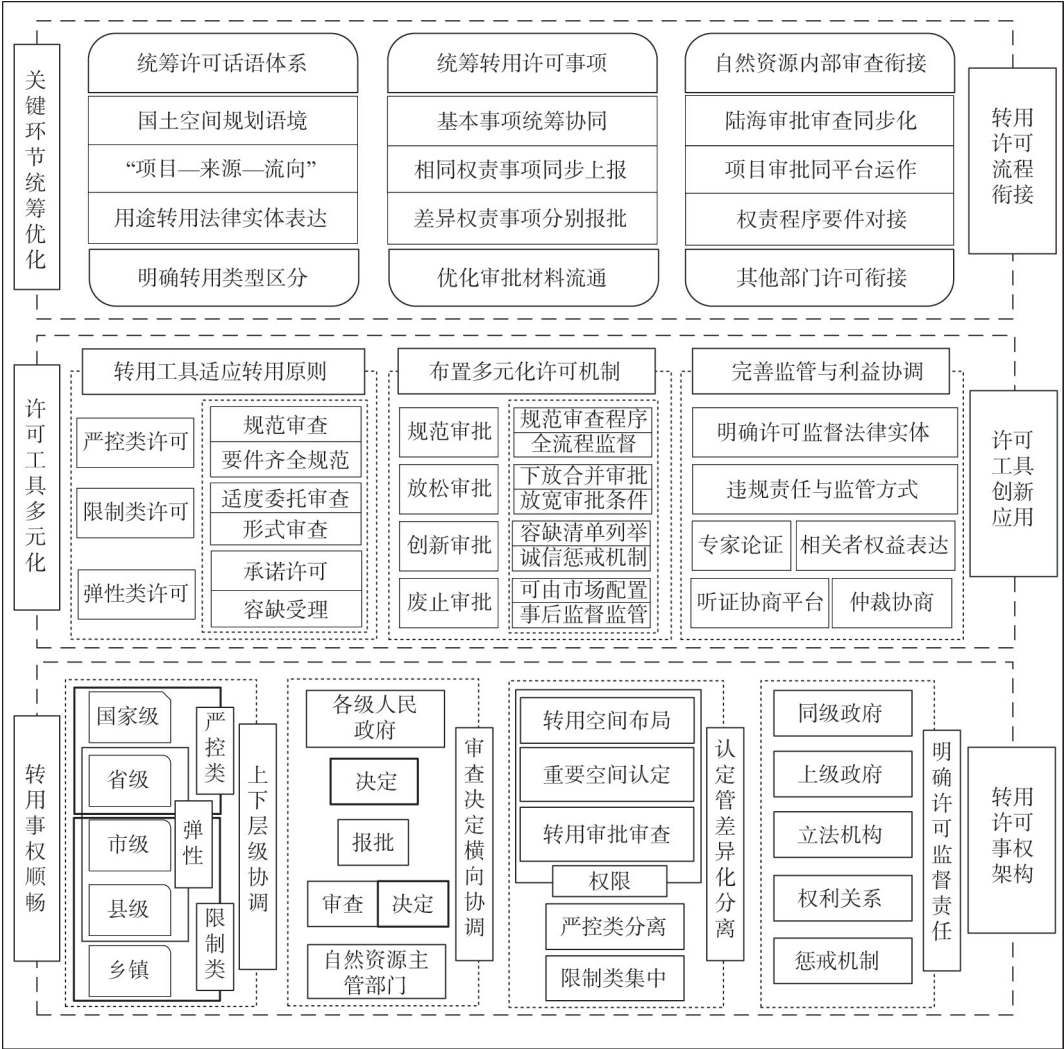 关键环节统筹优化
统筹许可话语体系
国土空间规划语境
“项目—来源—流向”
用途转用法律实体表达
明确转用类型区分
统筹转用许可事项
基本事项统筹协同
相同权责事项同步上报
差异权责事项分别报批
优化审批材料流通
自然资源内部审查衔接
陆海审批审查同步化
项目审批同平台运作
权责程序要件对接
其他部门许可衔接
转用
许可
流程
衔接
许可工具多元化
转用工具适应转用原则
严控类许可
规范审查
要件齐全规范
限制类许可
适度委托审查
形式审查
弹性类许可
承诺许可
容缺受理
布置多元化许可机制
规范审批
规范审查程序
全流程监督
放松审批
下放合并审批
放宽审批条件
创新审批
容缺清单列举
诚信惩戒机制
废止审批
可由市场配置
事后监督监管
完善监管与利益协调
明确许可监督法律实体
违规责任与监管方式
专家论证
相关者权益表达
听证协商平台
仲裁协商
许可
工具
创新
应用
转用事权顺畅
国家级
省级
市级
县级
乡镇
严控类
弹性
限制类
上下层级协调
各级人民
政府
决定
报批
审查
决定
自然资源主
管部门
审查决定横向协调
转用空间布局
重要空间认定
转用审批审查
权限
严控类分离
限制类集中
认定管差异化分离
同级政府
上级政府
立法机构
权利关系
惩戒机制
明确许可监督责任
转用
许可
事权
架构